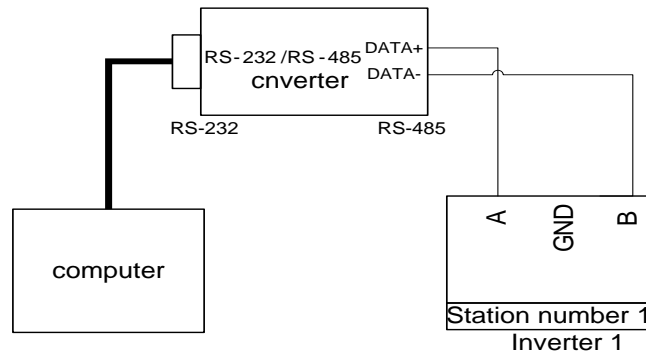 RS-232 /RS-485
cnverter
DATA+
DATA-
RS-232
RS-485
computer
A
GND
B
Station number 1
Inverter 1